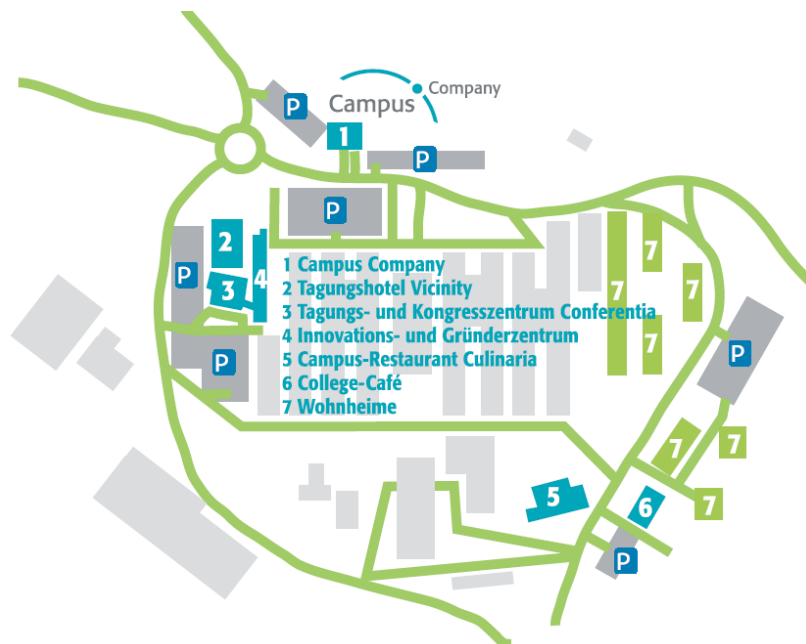 Company
Campus
P
1
P
P
2
P
4
3
1 Campus Company
2 Tagungshotel Vicinity
3 Tagungs- und Kongresszentrum Conferentia
4 Innovations- und Gründerzentrum
5 Campus-Restaurant Culinaria
6 College-Café
7 Wohnheime
7
7
7
7
P
P
7
7
5
6
7
P